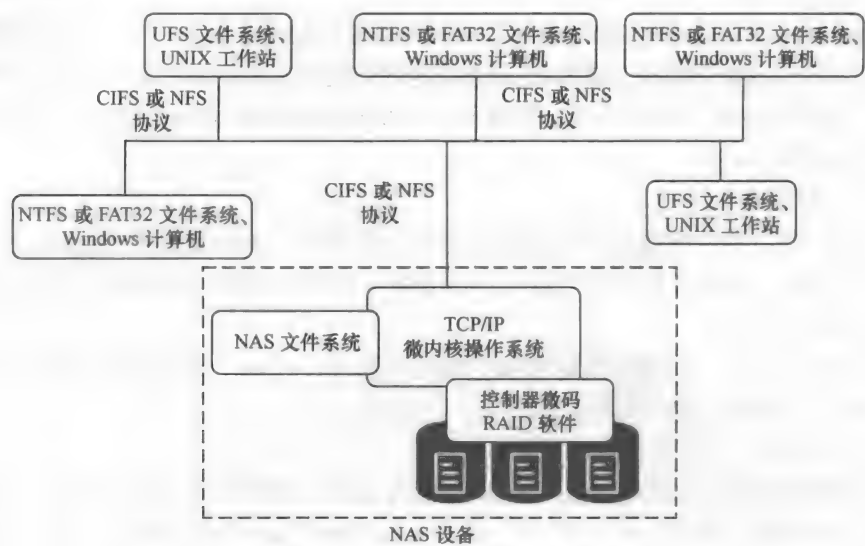 UFS 文件系统、
UNIX 工作站
NTFS 或 FAT32 文件系统、
Windows 计算机
NTFS 或 FAT32 文件系统、
Windows 计算机
CIFS 或 NFS
协议
CIFS 或 NFS
协议
NTFS 或 FAT32 文件系统、
Windows 计算机
CIFS 或 NFS
协议
UFS 文件系统、
UNIX 工作站
NAS 文件系统
TCP/IP
微内核操作系统
控制器微码
RAID 软件
NAS 设备